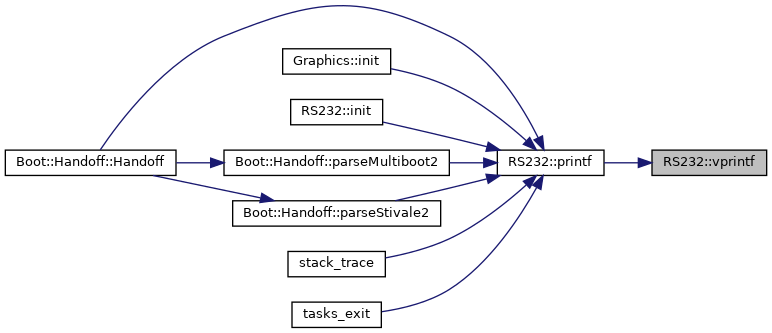 Graphics::init
RS232::init
Boot::Handoff::Handoff
Boot::Handoff::parseMultiboot2
RS232::printf
RS232::vprintf
Boot::Handoff::parseStivale2
stack_trace
tasks_exit